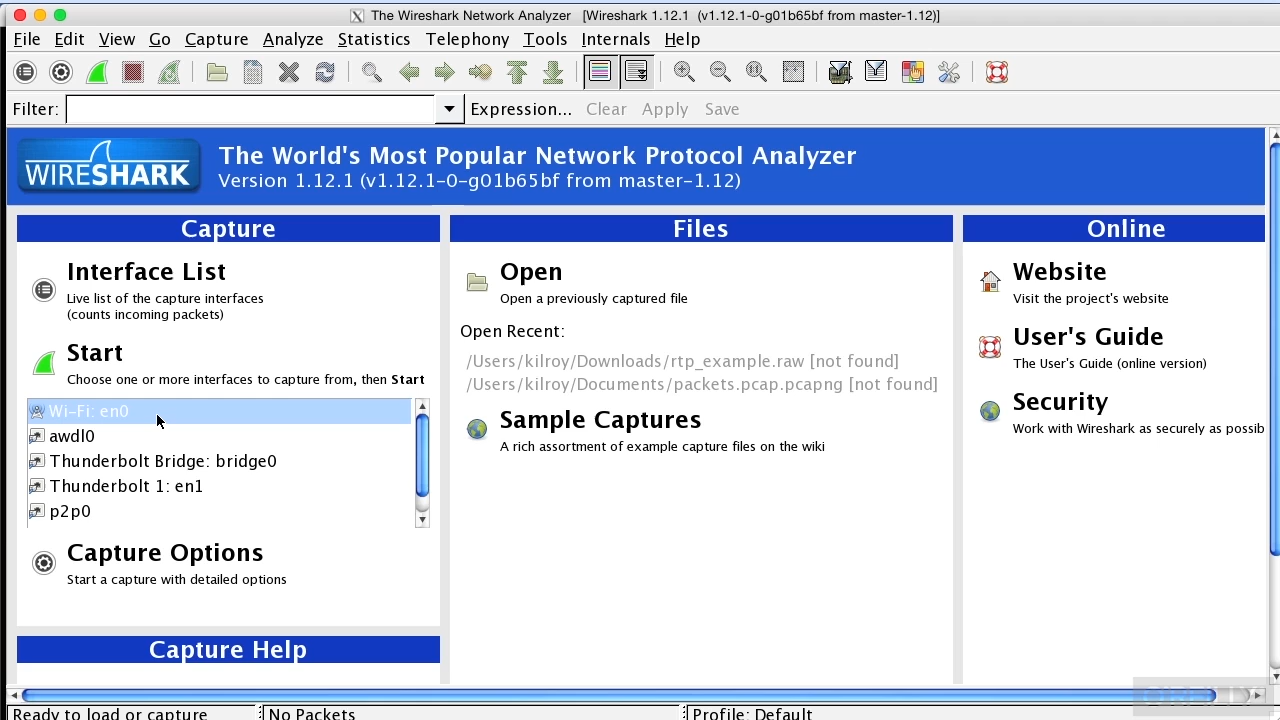 The Wireshark Network Analyzer [Wireshark 1.12.1 (v1.12.1-0-g01b65bf from master-1.12)]
File Edit View Go Capture Analyze Statistics Telephony Tools Internals Help
Filter: Expression... Clear Apply Save
WIRESHARK
The World's Most Popular Network Protocol Analyzer
Version 1.12.1 (v1.12.1-0-g01b65bf from master-1.12)
Capture
Interface List
Live list of the capture interfaces
(counts incoming packets)
Start
Choose one or more interfaces to capture from, then Start
Wi-Fi: en0
awdl0
Thunderbolt Bridge: bridge0
Thunderbolt 1: en1
p2p0
Capture Options
Start a capture with detailed options
Capture Help
Files
Open
Open a previously captured file
Open Recent:
/Users/kilroy/Downloads/rtp_example.raw [not found]
/Users/kilroy/Documents/packets.pcap.pcapng [not found]
Sample Captures
A rich assortment of example capture files on the wiki
Online
Website
Visit the project's website
User's Guide
The User's Guide (online version)
Security
Work with Wireshark as securely as possib
Ready to load or capture
No Packets
Profile: Default